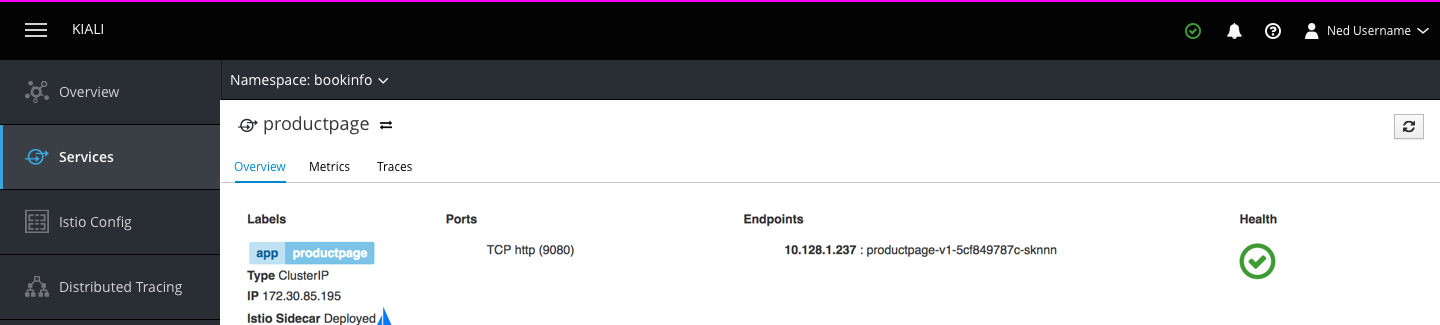 KIALI
Ned Username
Namespace: bookinfo
Overview
Services
Istio Config
Distributed Tracing
productpage
Overview Metrics Traces
Labels Ports Endpoints Health
app productpage TCP http (9080) 10.128.1.237 : productpage-v1-5cf849787c-sknnn
Type ClusterIP
IP 172.30.85.195
Istio Sidecar Deployed